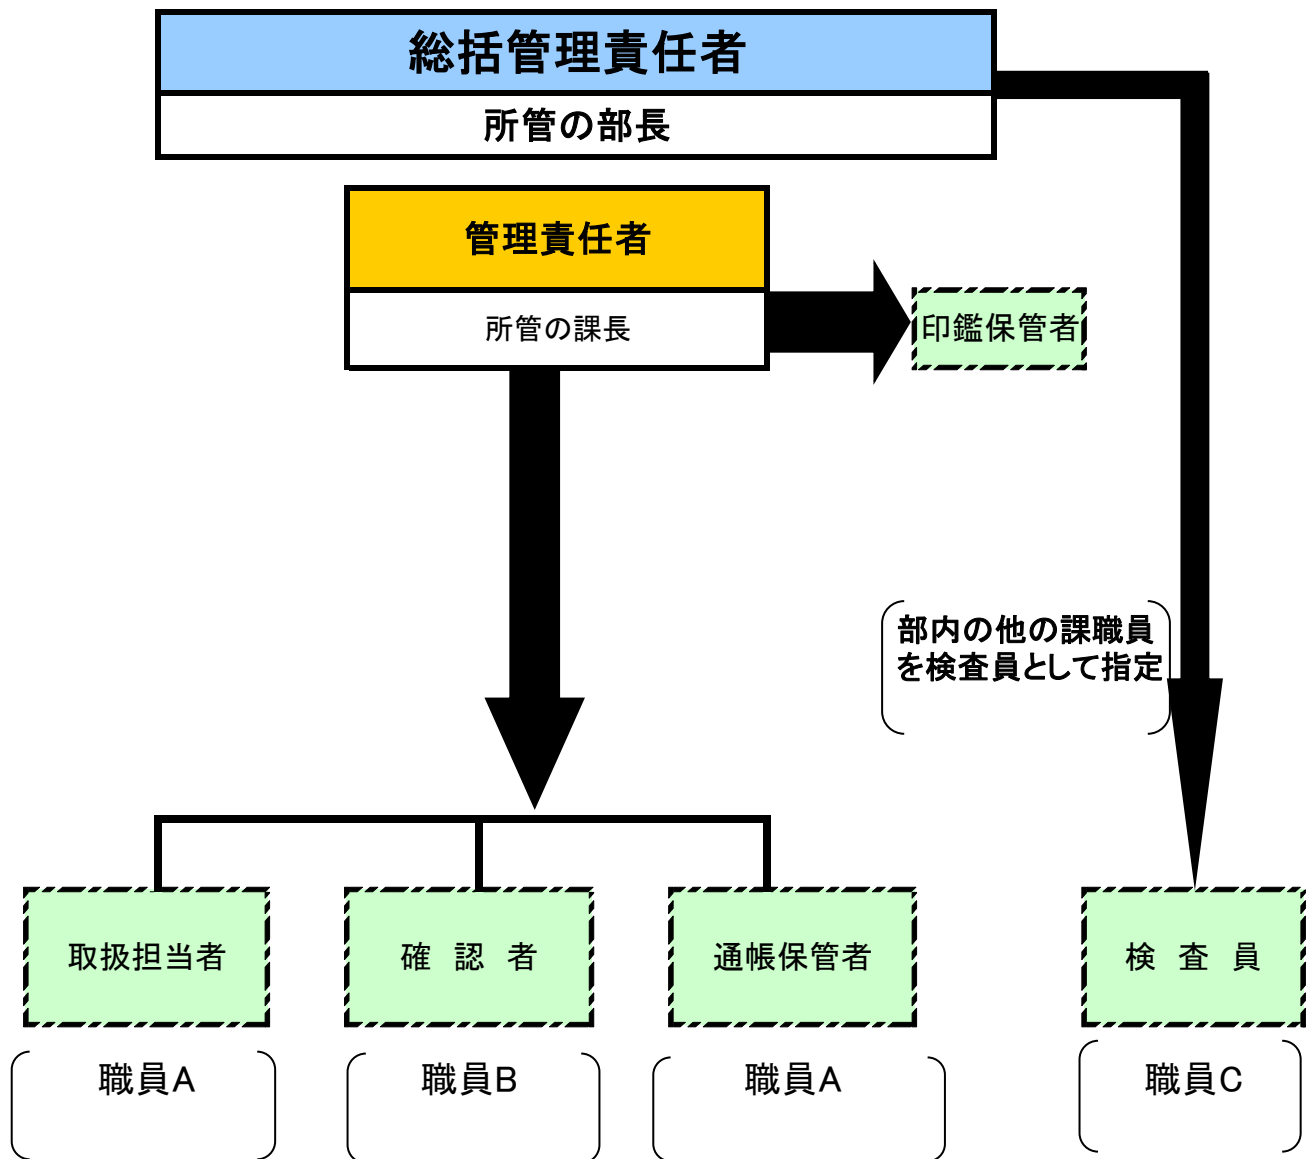 総括管理責任者
所管の部長
管理責任者
所管の課長
印鑑保管者
部内の他の課職員
を検査員として指定
取扱担当者
確　認　者
通帳保管者
検　査　員
職員A
職員B
職員A
職員C